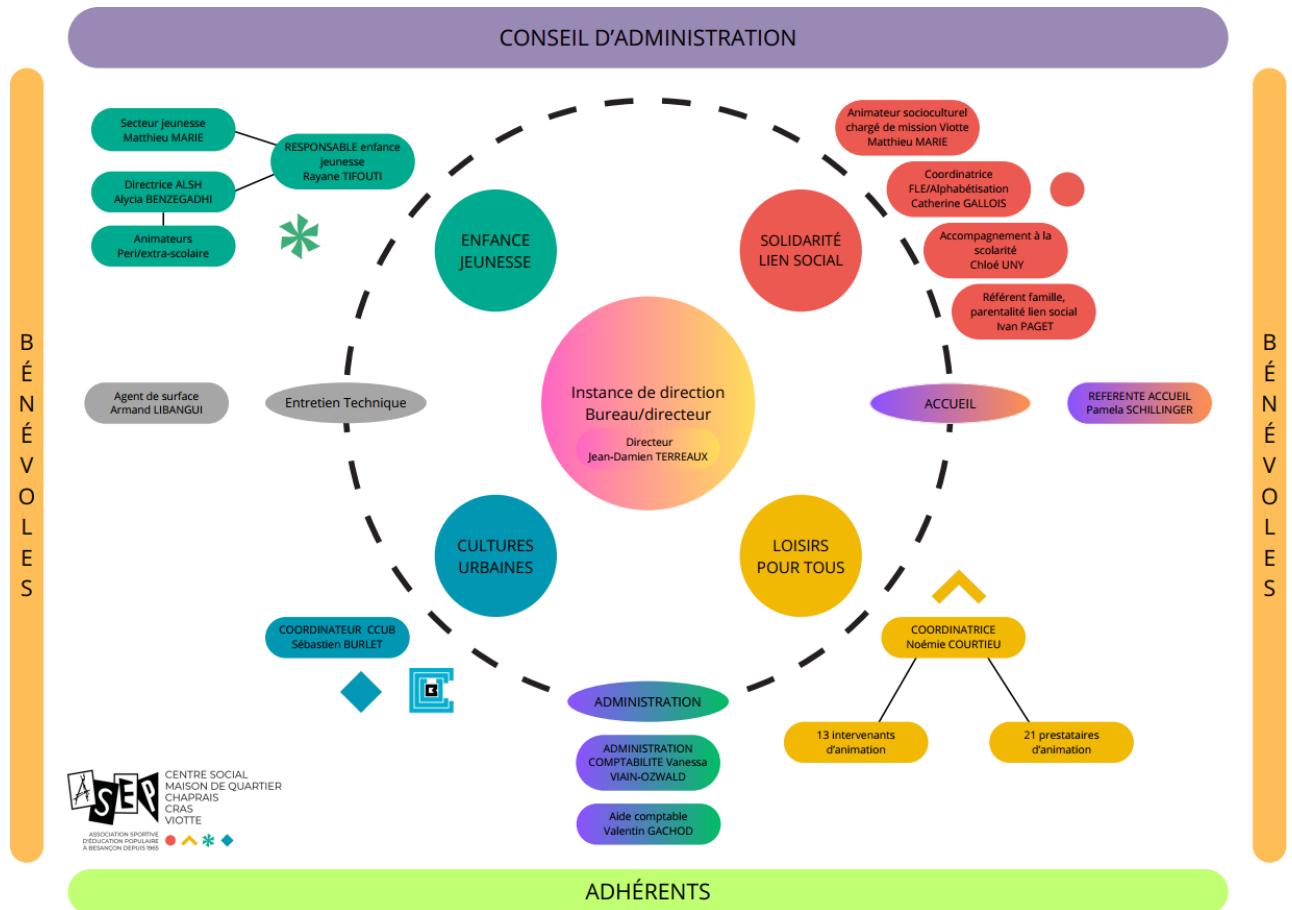 CONSEIL D’ADMINISTRATION
B
É
N
É
V
O
L
E
S
Secteur jeunesse
Matthieu MARIE
RESPONSABLE enfance
jeunesse
Rayane TIFOUTI
Directrice ALSH
Alycia BENZEGADHI
Animateurs
Peri/extra-scolaire
ENFANCE
JEUNESSE
SOLIDARITÉ
LIEN SOCIAL
Animateur socioculturel
chargé de mission Viotte
Matthieu MARIE
Coordinatrice
FLE/Alphabétisation
Catherine GALLOIS
Accompagnement à la
scolarité
Chloé UNY
Référent famille,
parentalité lien social
Ivan PAGET
Agent de surface
Armand LIBANGUI
Entretien Technique
Instance de direction
Bureau/directeur
Directeur
Jean-Damien TERREAUX
ACCUEIL
REFERENTE ACCUEIL
Pamela SCHILLINGER
CULTURES
URBAINES
LOISIRS
POUR TOUS
COORDINATEUR CCUB
Sébastien BURLET
COORDINATRICE
Noémie COURTIEU
13 intervenants
d’animation
21 prestataires
d’animation
ADMINISTRATION
ADMINISTRATION
COMPTABILITE Vanessa
VIAIN-OZWALD
Aide comptable
Valentin GACHOD
ASEP
CENTRE SOCIAL
MAISON DE QUARTIER
CHAPRAIS
CRAS
VIOTTE
ASSOCIATION SPORTIVE
D’ÉDUCATION POPULAIRE
À BESANÇON DEPUIS 1965
B
É
N
É
V
O
L
E
S
ADHÉRENTS